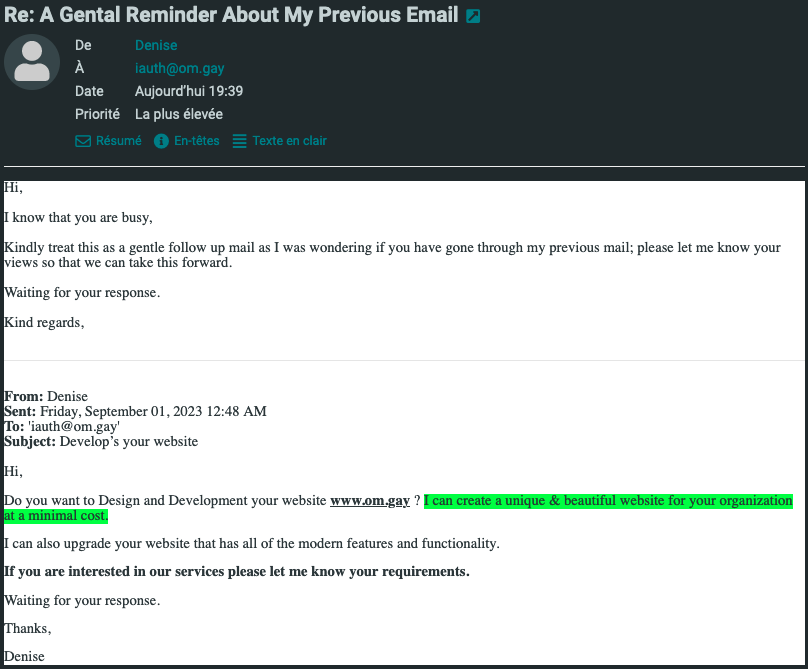 Re: A Gental Reminder About My Previous Email
De Denise
À iauth@om.gay
Date Aujourd'hui 19:39
Priorité La plus élevée
Résumé En-têtes Texte en clair
Hi,
I know that you are busy,
Kindly treat this as a gentle follow up mail as I was wondering if you have gone through my previous mail; please let me know your
views so that we can take this forward.
Waiting for your response.
Kind regards,
From: Denise
Sent: Friday, September 01, 2023 12:48 AM
To: 'iauth@om.gay'
Subject: Develop's your website
Hi,
Do you want to Design and Development your website www.om.gay ? I can create a unique & beautiful website for your organization
at a minimal cost.
I can also upgrade your website that has all of the modern features and functionality.
If you are interested in our services please let me know your requirements.
Waiting for your response.
Thanks,
Denise